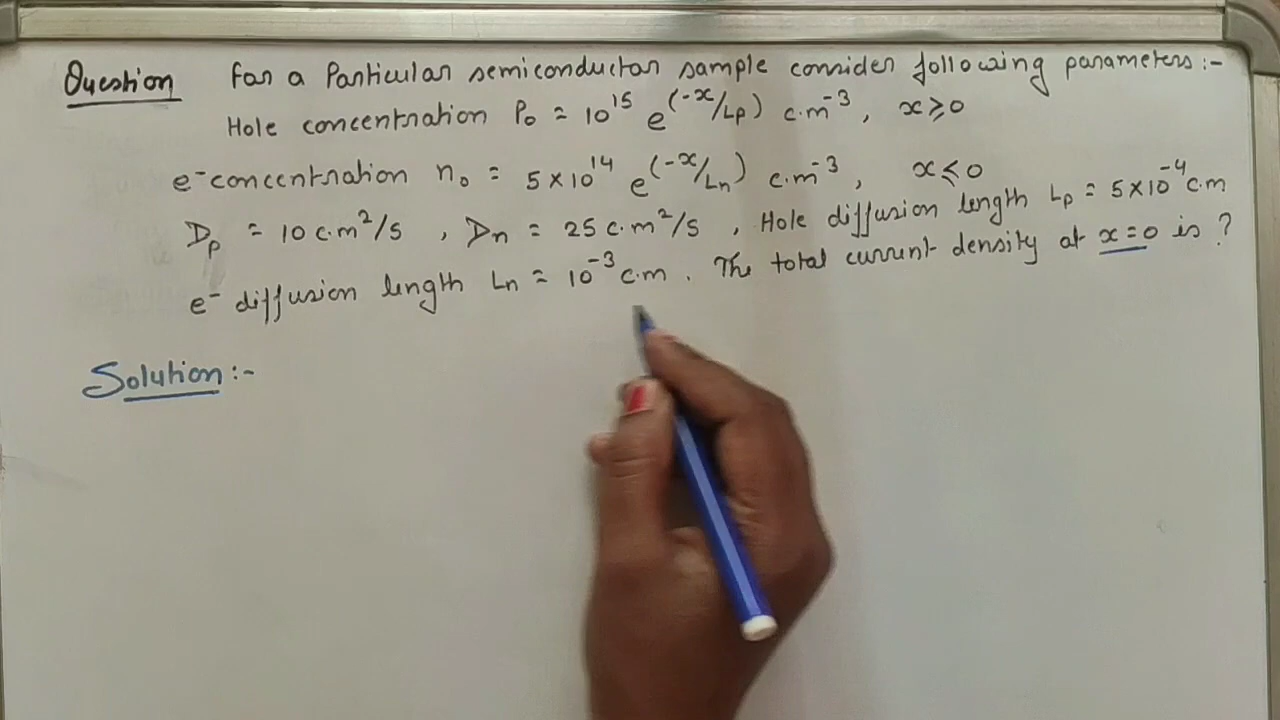 Question For a Particular semiconductor sample consider following parameters:-
Hole concentration P₀ = 10¹⁵ e^(-x/Lp) c.m⁻³, x≥0
e⁻concentration n₀ = 5×10¹⁴ e^(-x/Ln) c.m⁻³, x≤0
Dp = 10 c.m²/s , Dn = 25 c.m²/s , Hole diffusion length Lp = 5×10⁻⁴ c.m
e⁻ diffusion length Ln = 10⁻³ c.m . The total current density at x=0 is ?
Solution:-